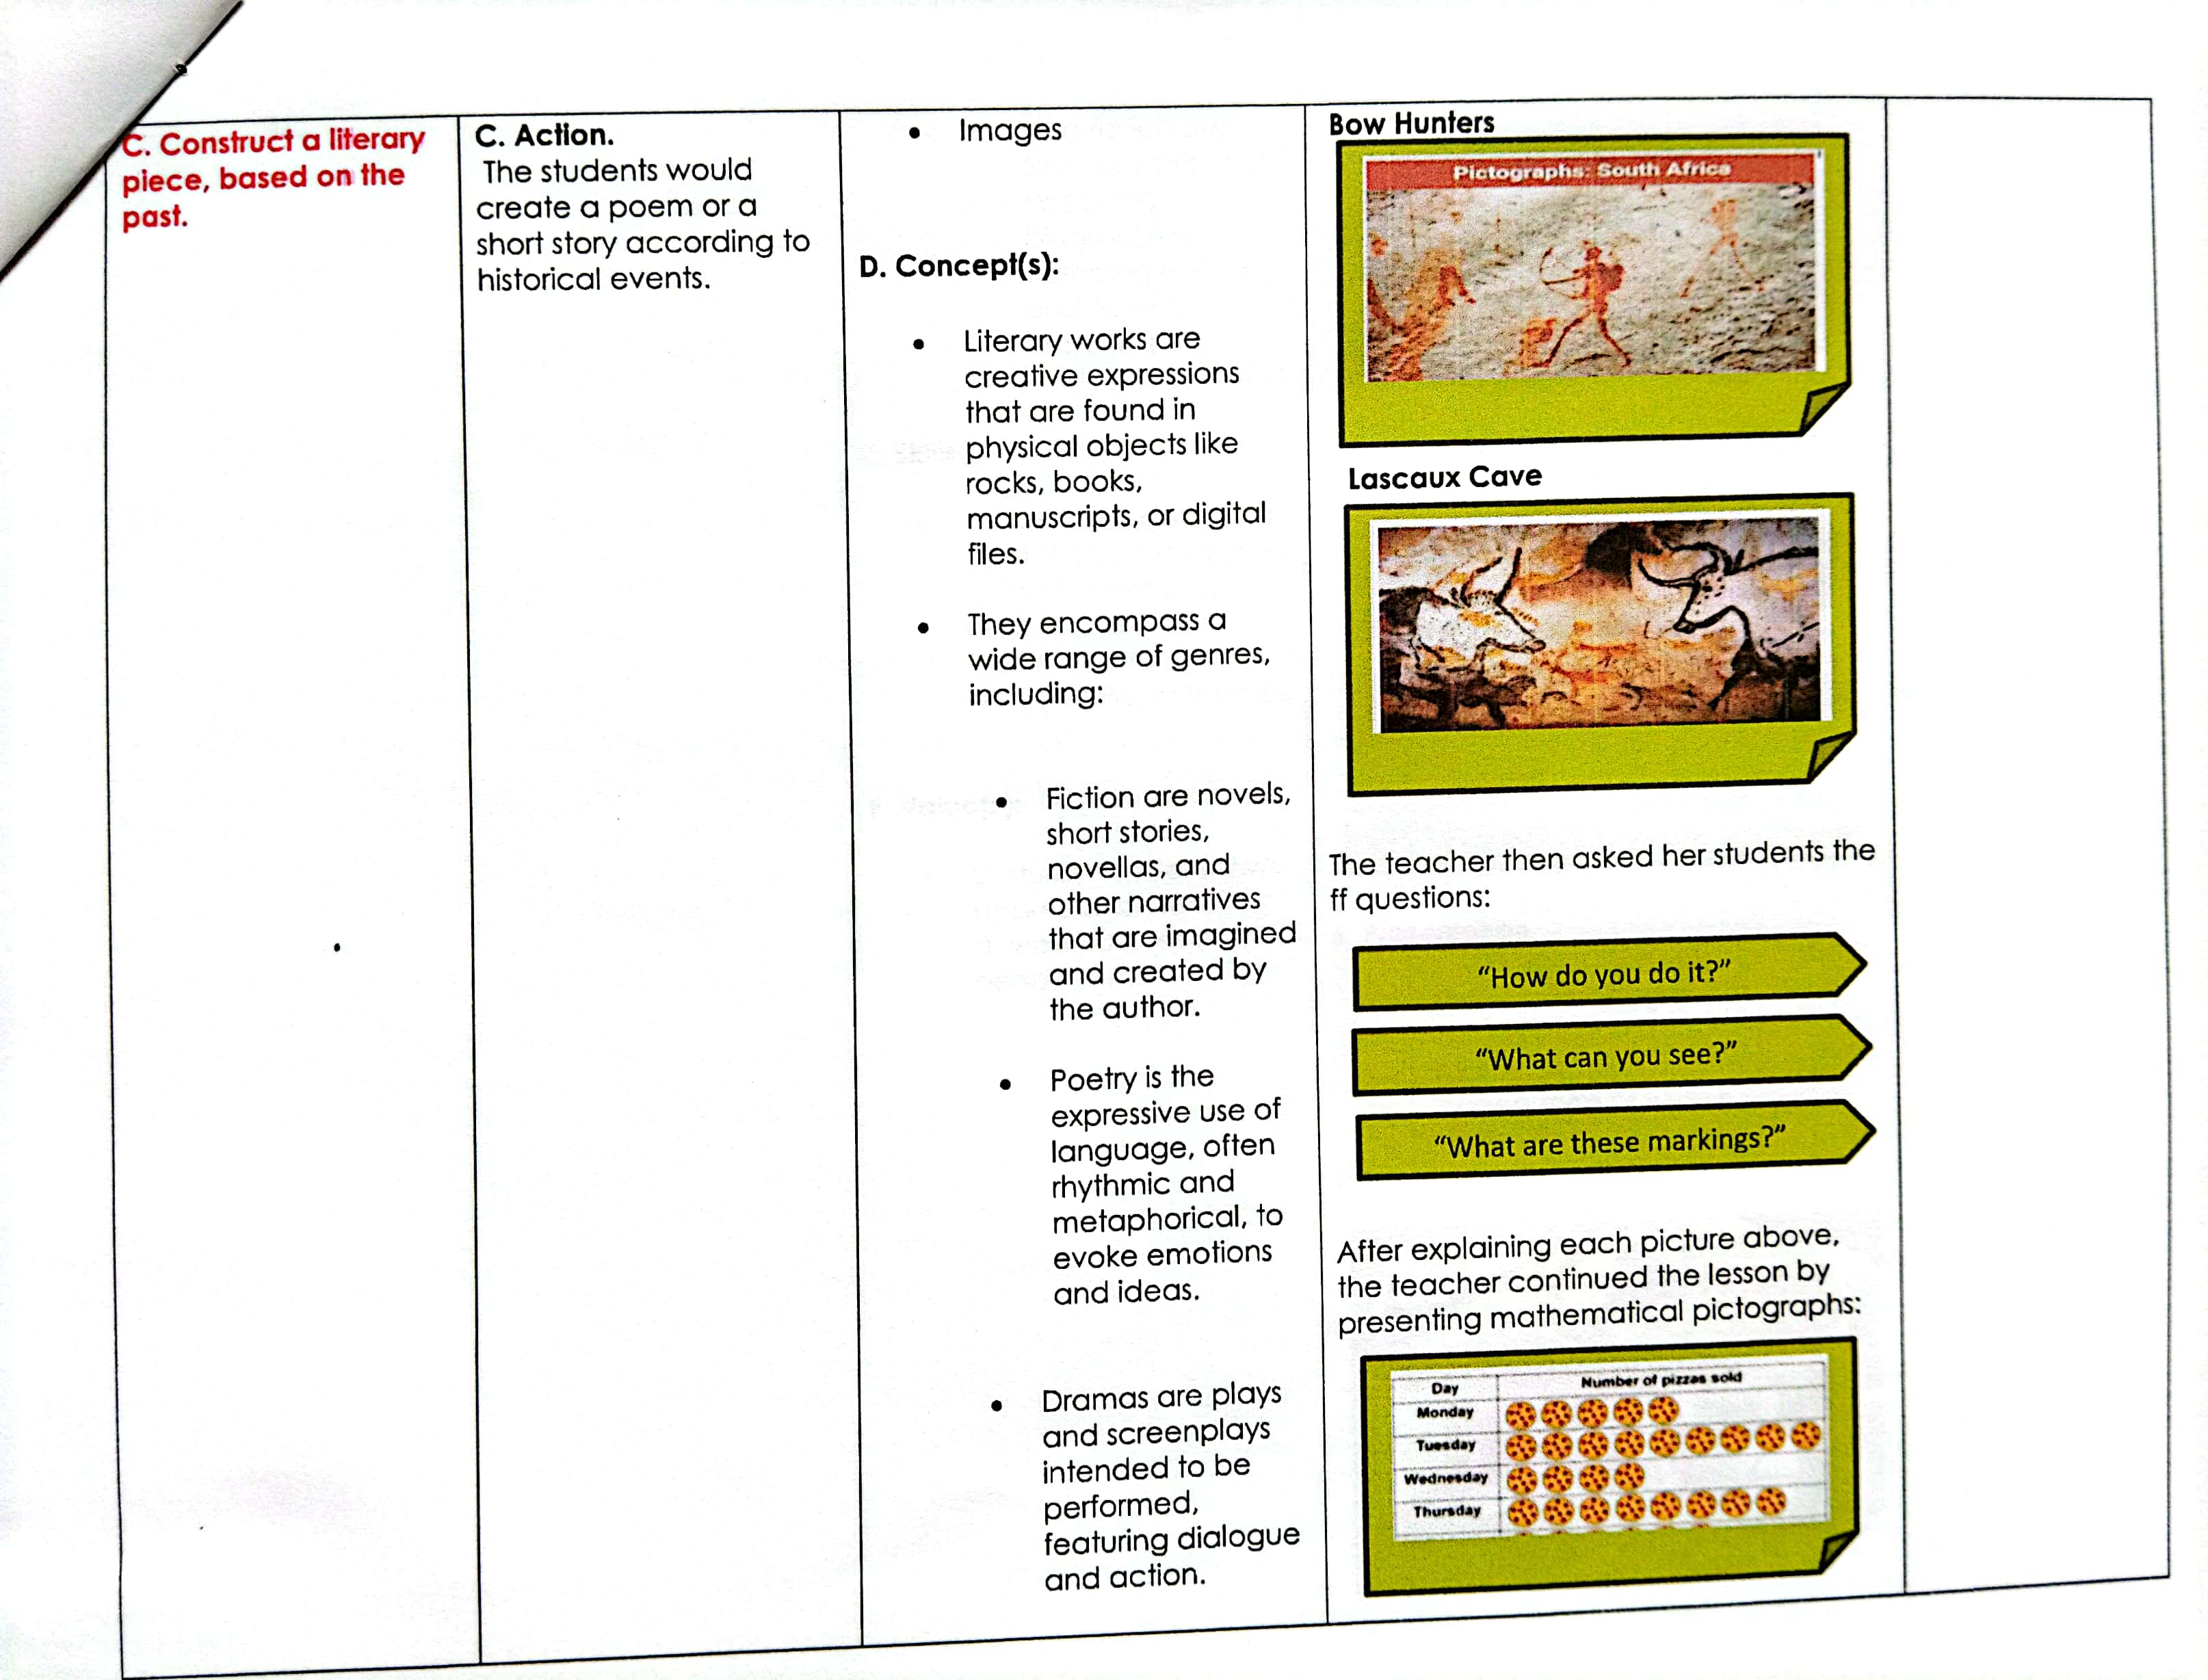 C. Construct a literary
piece, based on the
past.
C. Action.
The students would
create a poem or a
short story according to
historical events.
• Images
D. Concept(s):
• Literary works are
creative expressions
that are found in
physical objects like
rocks, books,
manuscripts, or digital
files.
• They encompass a
wide range of genres,
including:
• Fiction are novels,
short stories,
novellas, and
other narratives
that are imagined
and created by
the author.
• Poetry is the
expressive use of
language, often
rhythmic and
metaphorical, to
evoke emotions
and ideas.
• Dramas are plays
and screenplays
intended to be
performed,
featuring dialogue
and action.
Bow Hunters
Pictographs: South Africa
Lascaux Cave
The teacher then asked her students the
ff questions:
“How do you do it?”
“What can you see?”
“What are these markings?”
After explaining each picture above,
the teacher continued the lesson by
presenting mathematical pictographs:
Day Number of pizzas sold
Monday
Tuesday
Wednesday
Thursday